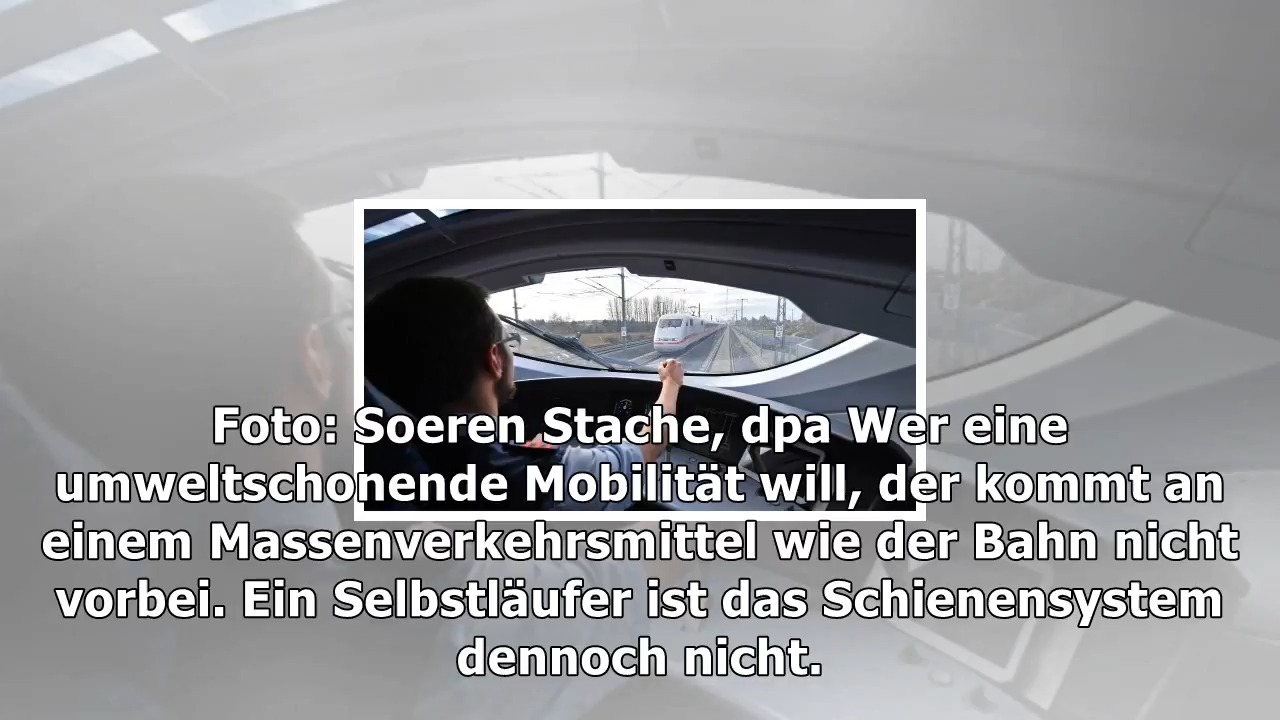 Foto: Soeren Stache, dpa Wer eine
umweltschonende Mobilität will, der kommt an
einem Massenverkehrsmittel wie der Bahn nicht
vorbei. Ein Selbstläufer ist das Schienensystem
dennoch nicht.